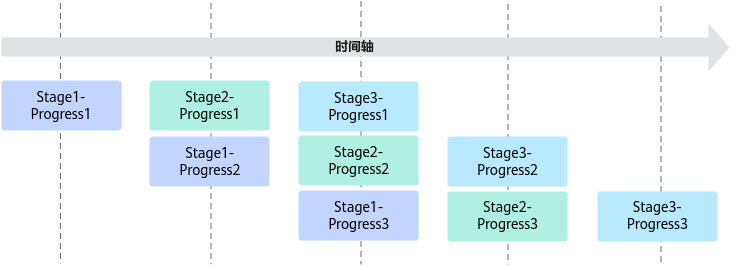 时间轴
Stage1-
Progress1
Stage2-
Progress1
Stage3-
Progress1
Stage1-
Progress2
Stage2-
Progress2
Stage3-
Progress2
Stage1-
Progress3
Stage2-
Progress3
Stage3-
Progress3